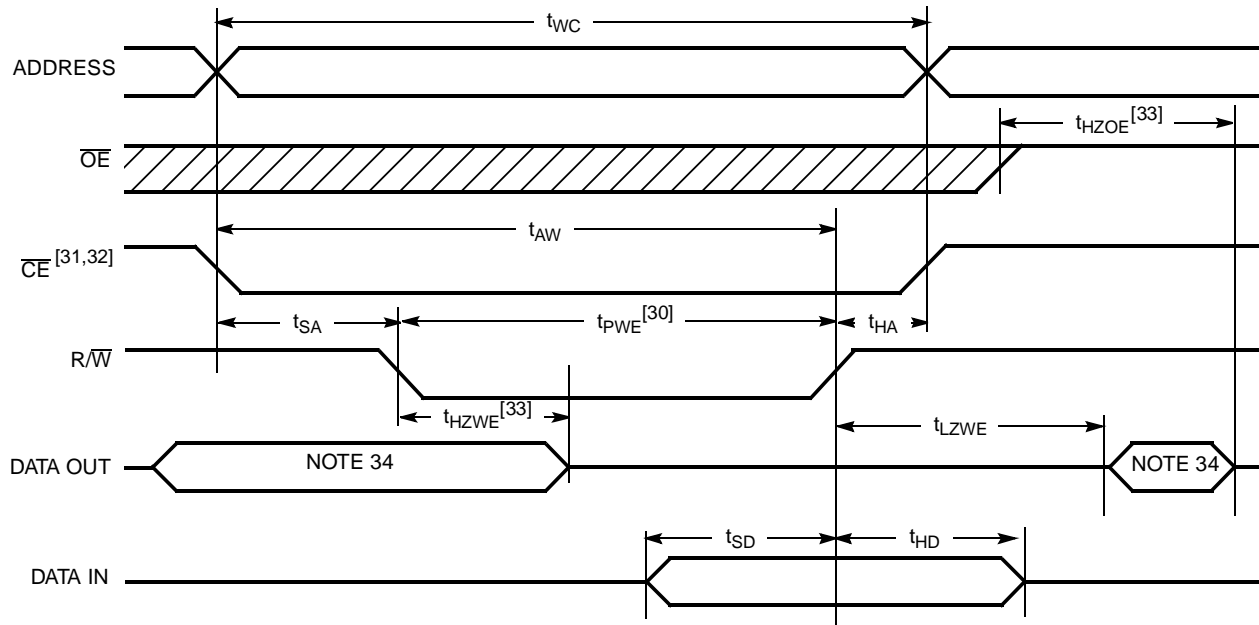 tWC
ADDRESS
tHZOE[33]
OE
tAW
CE [31,32]
tSA
tPWE[30]
tHA
R/W
tHZWE[33]
tLZWE
DATA OUT
NOTE 34
NOTE 34
tSD
tHD
DATA IN